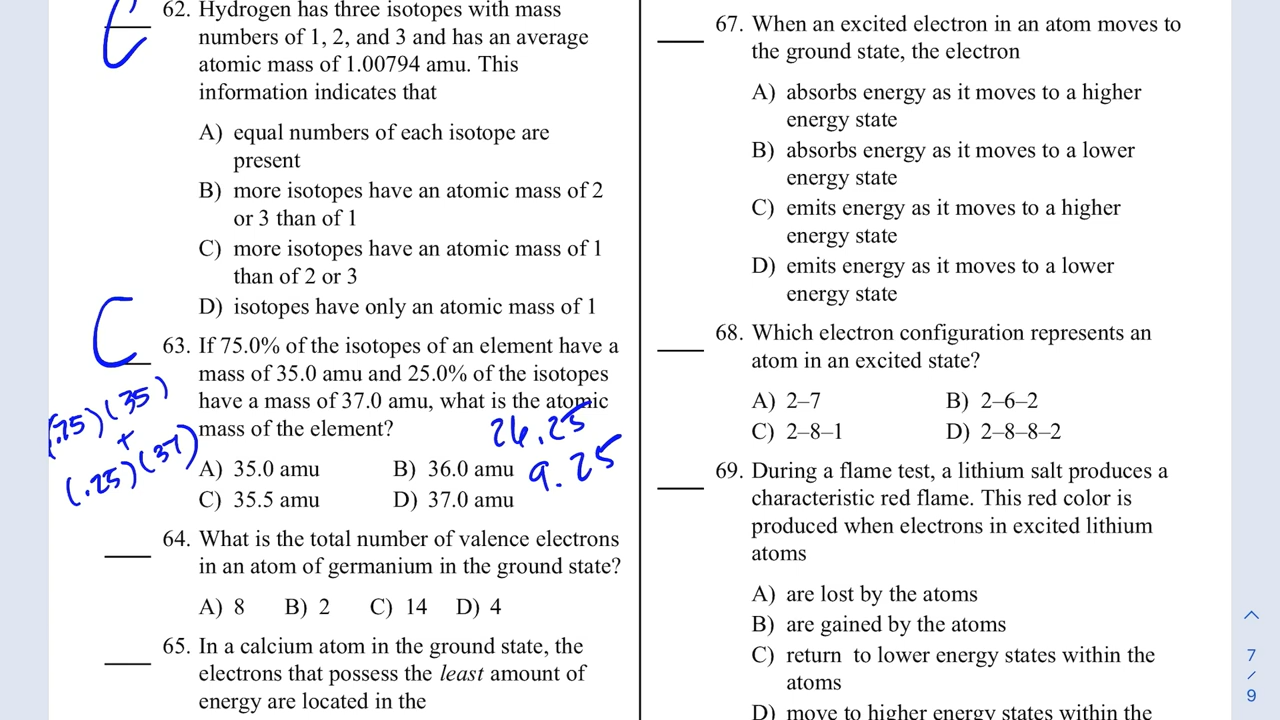 C
62. Hydrogen has three isotopes with mass
numbers of 1, 2, and 3 and has an average
atomic mass of 1.00794 amu. This
information indicates that
A) equal numbers of each isotope are
present
B) more isotopes have an atomic mass of 2
or 3 than of 1
C) more isotopes have an atomic mass of 1
than of 2 or 3
D) isotopes have only an atomic mass of 1
C
63. If 75.0% of the isotopes of an element have a
mass of 35.0 amu and 25.0% of the isotopes
have a mass of 37.0 amu, what is the atomic
mass of the element?
(.75)(35)
+
(.25)(37)
26.25
9.25
A) 35.0 amu B) 36.0 amu
C) 35.5 amu D) 37.0 amu
64. What is the total number of valence electrons
in an atom of germanium in the ground state?
A) 8 B) 2 C) 14 D) 4
65. In a calcium atom in the ground state, the
electrons that possess the least amount of
energy are located in the
67. When an excited electron in an atom moves to
the ground state, the electron
A) absorbs energy as it moves to a higher
energy state
B) absorbs energy as it moves to a lower
energy state
C) emits energy as it moves to a higher
energy state
D) emits energy as it moves to a lower
energy state
68. Which electron configuration represents an
atom in an excited state?
A) 2–7 B) 2–6–2
C) 2–8–1 D) 2–8–8–2
69. During a flame test, a lithium salt produces a
characteristic red flame. This red color is
produced when electrons in excited lithium
atoms
A) are lost by the atoms
B) are gained by the atoms
C) return to lower energy states within the
atoms
D) move to higher energy states within the
7
/
9